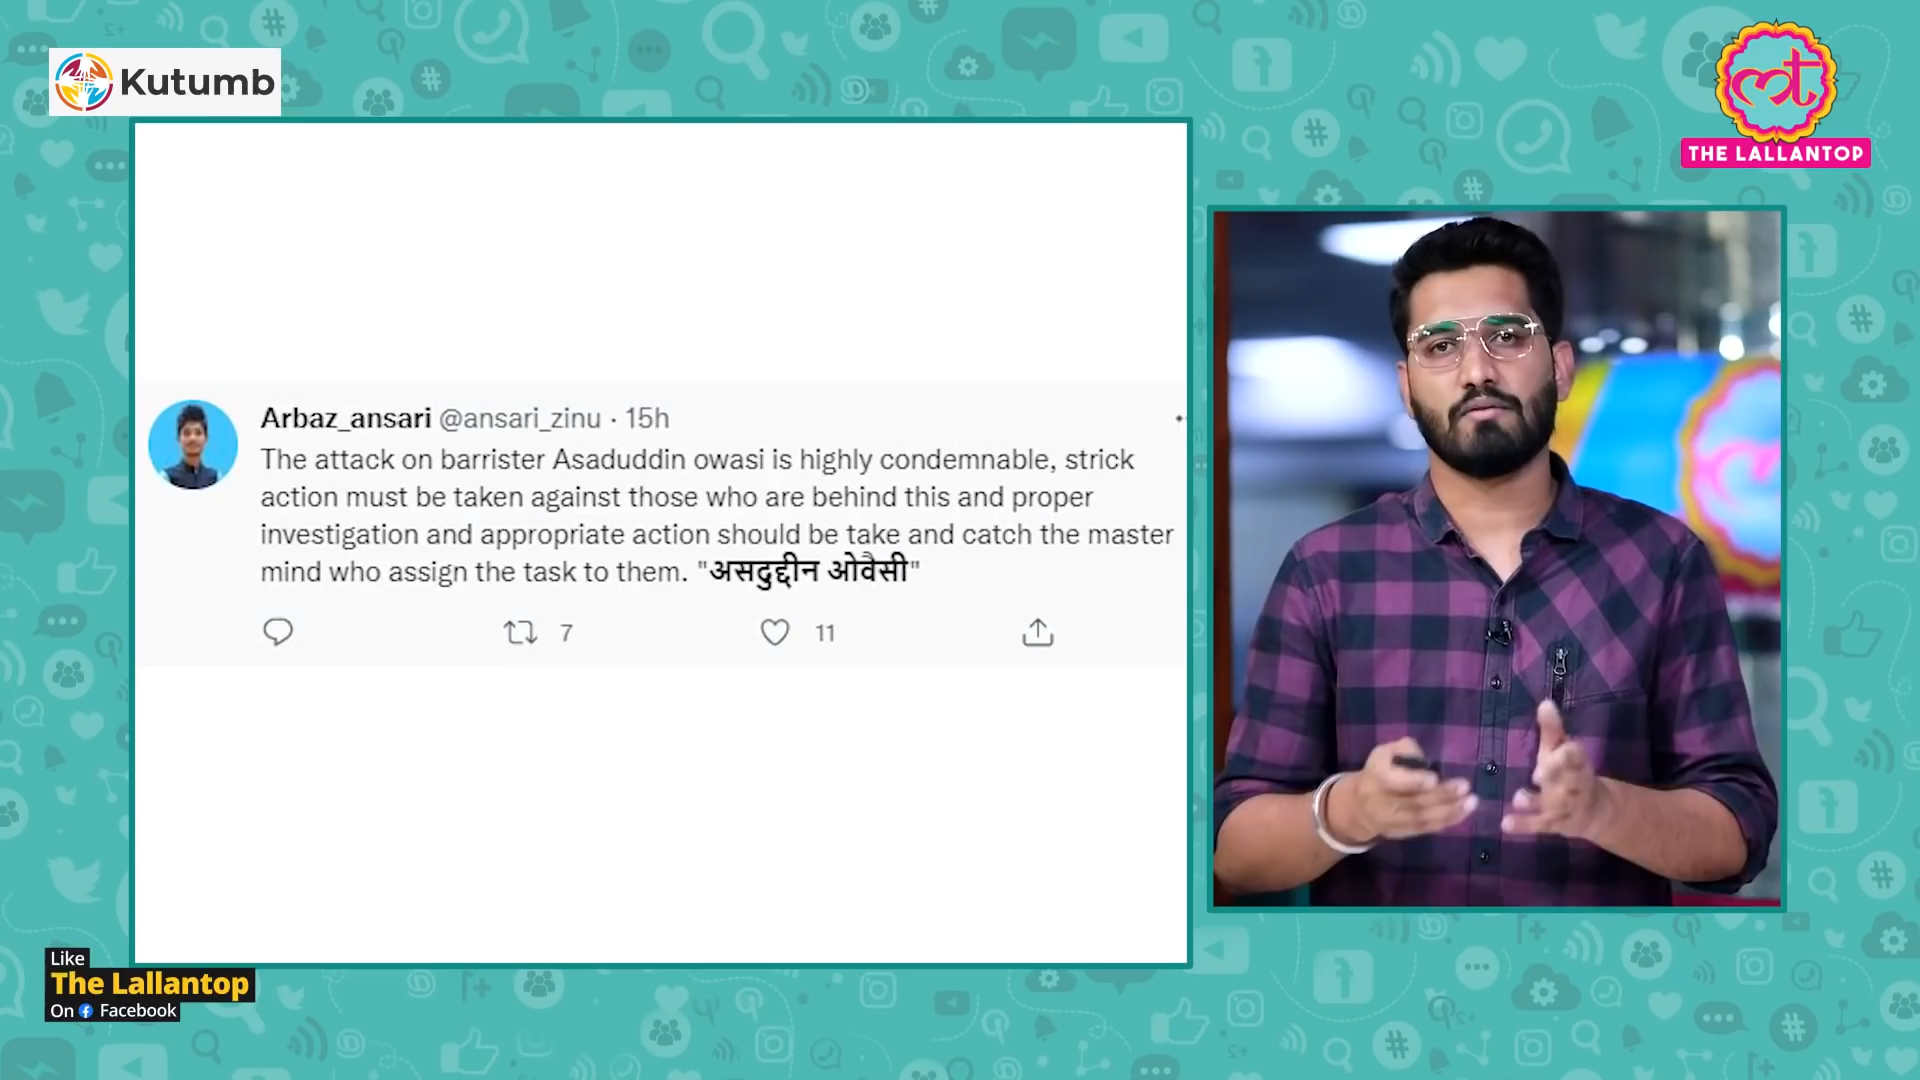 Kutumb
THE LALLANTOP
Arbaz_ansari @ansari_zinu · 15h
The attack on barrister Asaduddin owasi is highly condemnable, strick
action must be taken against those who are behind this and proper
investigation and appropriate action should be take and catch the master
mind who assign the task to them. "असदुद्दीन ओवैसी"
7 11
Like
The Lallantop
On Facebook